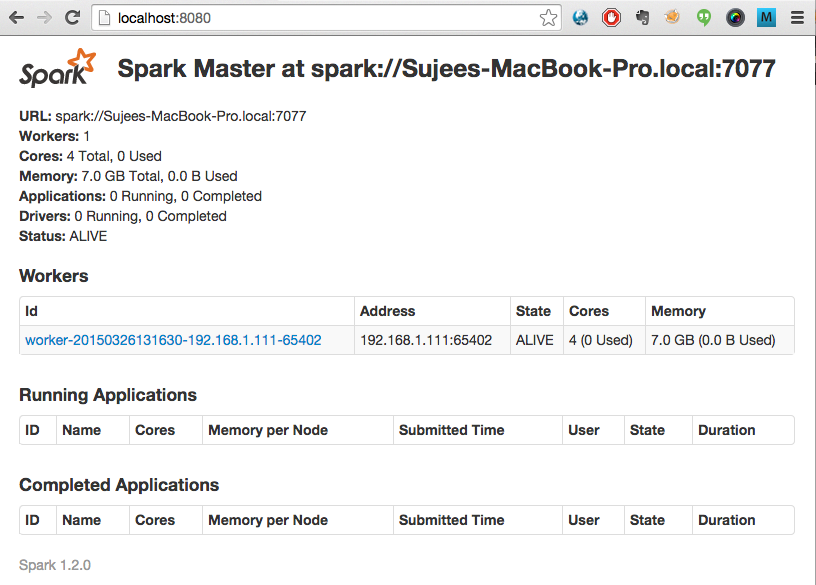 localhost:8080
M
Spark
Spark Master at spark://Sujees-MacBook-Pro.local:7077
URL: spark://Sujees-MacBook-Pro.local:7077
Workers: 1
Cores: 4 Total, 0 Used
Memory: 7.0 GB Total, 0.0 B Used
Applications: 0 Running, 0 Completed
Drivers: 0 Running, 0 Completed
Status: ALIVE
Workers
Id Address State Cores Memory
worker-20150326131630-192.168.1.111-65402 192.168.1.111:65402 ALIVE 4 (0 Used) 7.0 GB (0.0 B Used)
Running Applications
ID Name Cores Memory per Node Submitted Time User State Duration
Completed Applications
ID Name Cores Memory per Node Submitted Time User State Duration
Spark 1.2.0